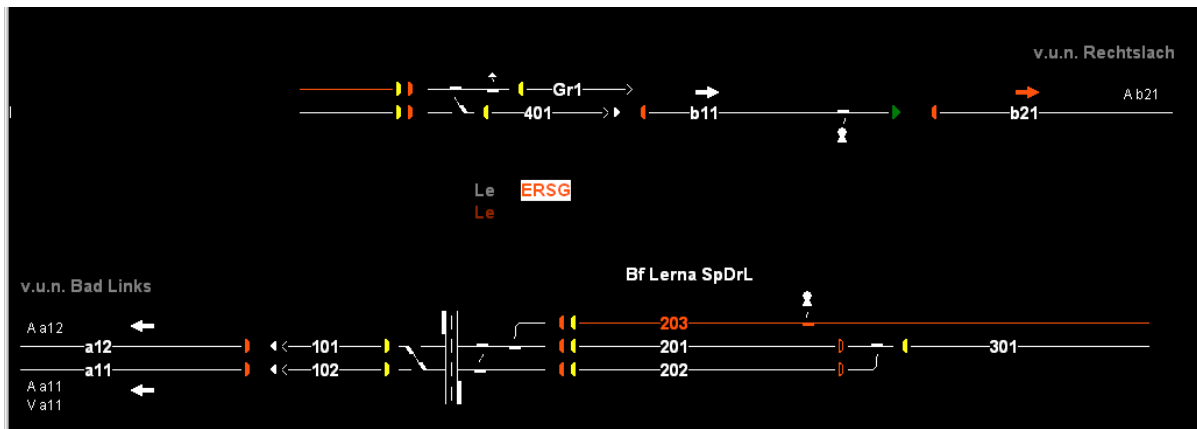 v.u.n. Rechtslach
Gr1
A b21
401
b11
b21
Le ERSG
Le
Bf Lerna SpDrL
v.u.n. Bad Links
A a12
203
a12 101 201 301
a11 102 202
A a11
V a11